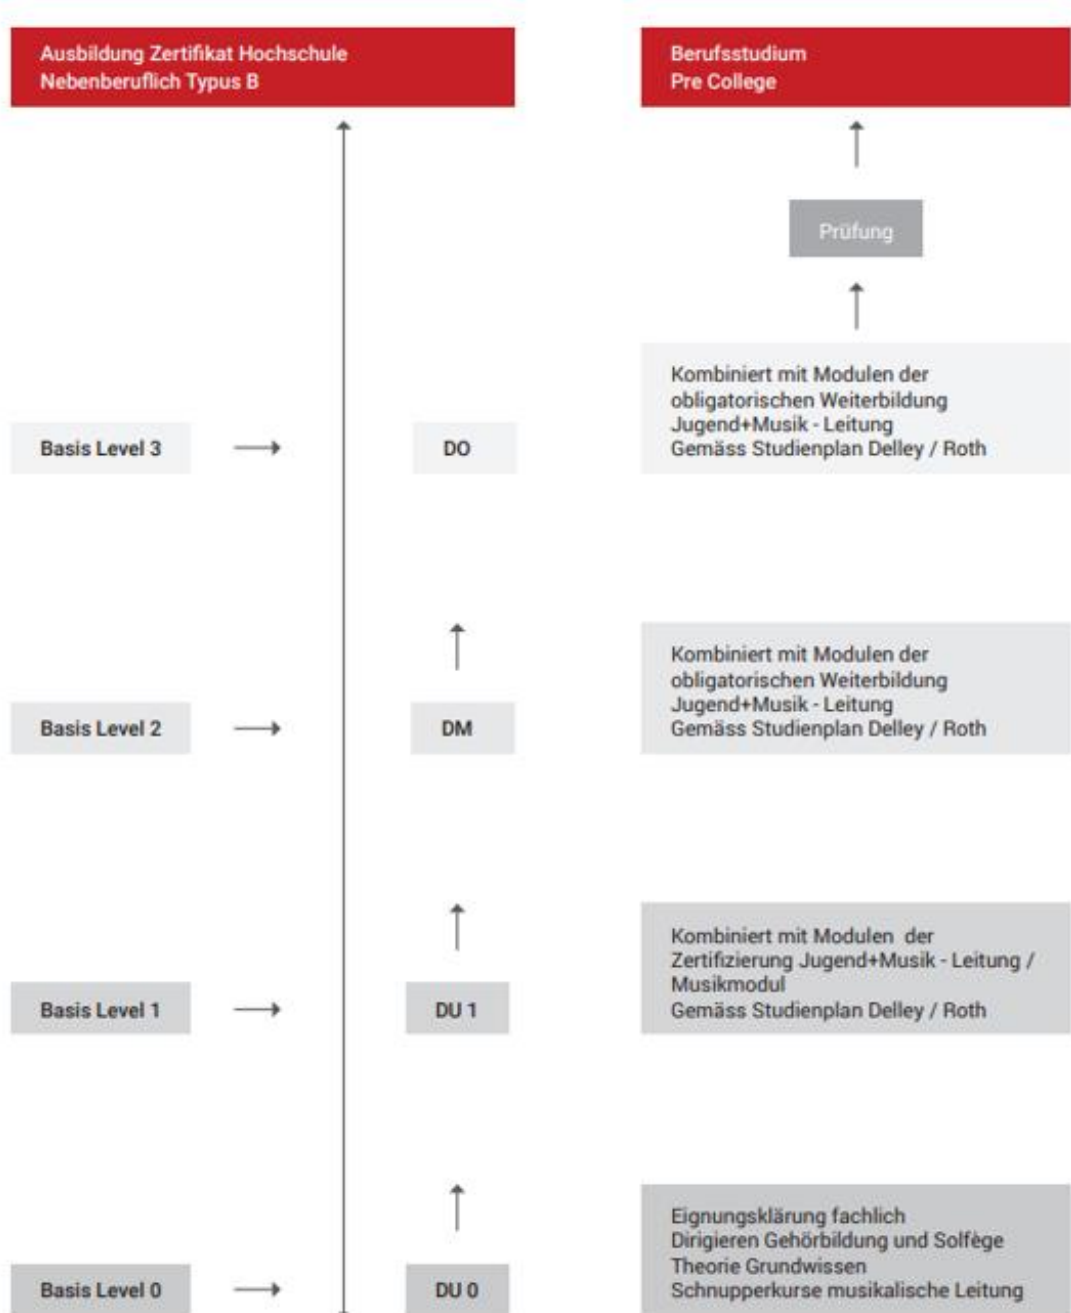 Ausbildung Zertifikat Hochschule
Nebenberuflich Typus B
Berufsstudium
Pre College
Prüfung
Basis Level 3
DO
Kombiniert mit Modulen der
obligatorischen Weiterbildung
Jugend+Musik - Leitung
Gemäss Studienplan Delley / Roth
Basis Level 2
DM
Kombiniert mit Modulen der
obligatorischen Weiterbildung
Jugend+Musik - Leitung
Gemäss Studienplan Delley / Roth
Basis Level 1
DU 1
Kombiniert mit Modulen der
Zertifizierung Jugend+Musik - Leitung /
Musikmodul
Gemäss Studienplan Delley / Roth
Basis Level 0
DU 0
Eignungsklärung fachlich
Dirigieren Gehörbildung und Solfège
Theorie Grundwissen
Schnupperkurse musikalische Leitung